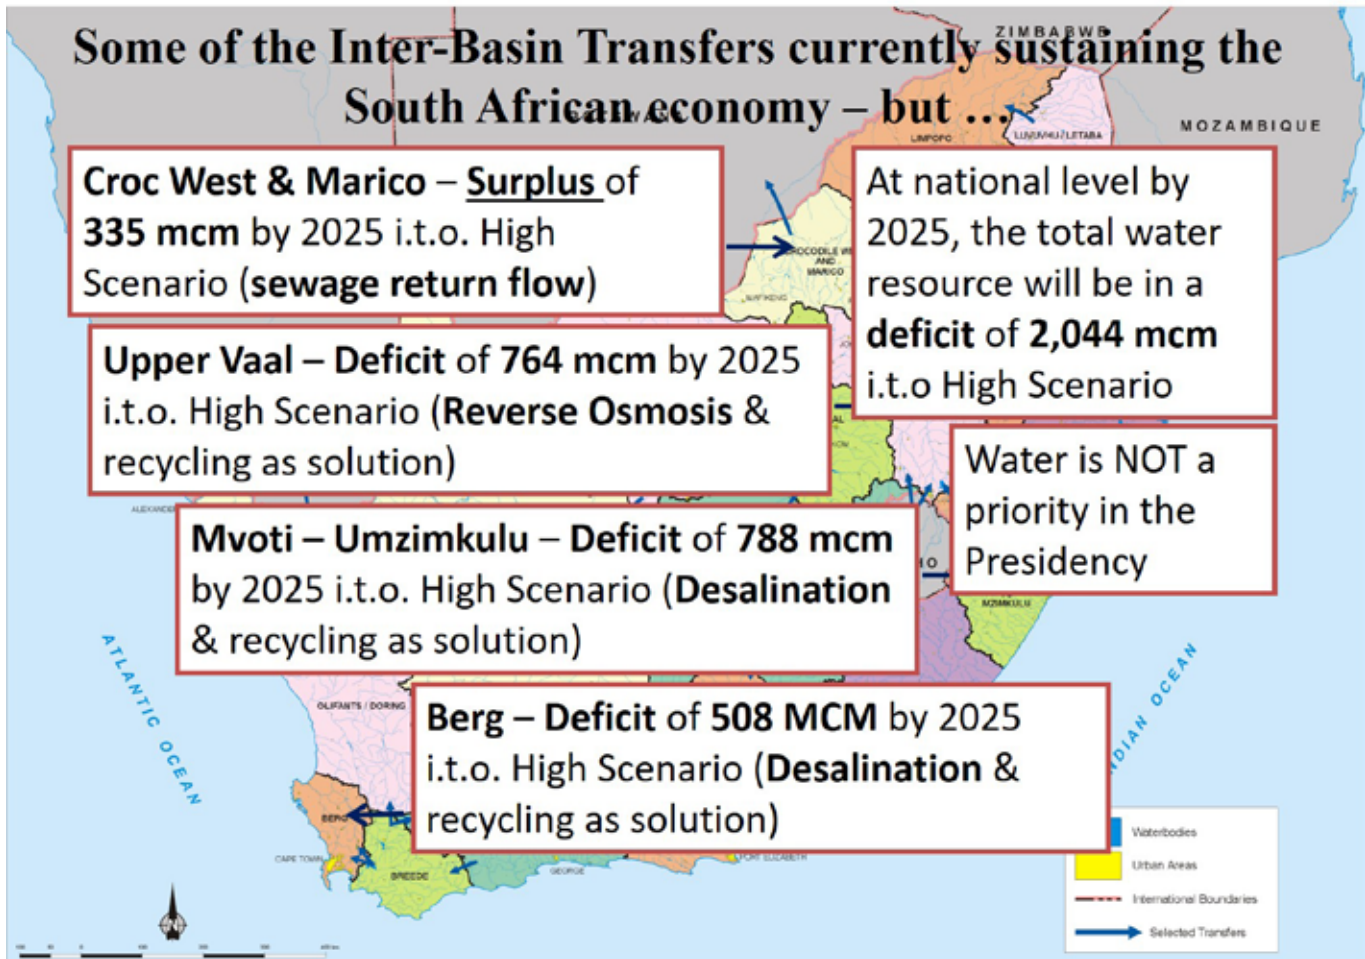 Some of the Inter-Basin Transfers currently sustaining the
South African economy – but ...
ZIMBABWE
BOTSWANA
MOZAMBIQUE
LIMPOPO
LUVUVHU / LETABA
Croc West & Marico – Surplus of
335 mcm by 2025 i.t.o. High
Scenario (sewage return flow)
At national level by
2025, the total water
resource will be in a
deficit of 2,044 mcm
i.t.o High Scenario
AND
MARICO
MAFIKENG
Upper Vaal – Deficit of 764 mcm by 2025
i.t.o. High Scenario (Reverse Osmosis &
recycling as solution)
Water is NOT a
priority in the
Presidency
Mvoti – Umzimkulu – Deficit of 788 mcm
by 2025 i.t.o. High Scenario (Desalination
& recycling as solution)
MZIMKULU
ATLANTIC OCEAN
INDIAN OCEAN
OLIFANTS / DORING
Berg – Deficit of 508 MCM by 2025
i.t.o. High Scenario (Desalination &
recycling as solution)
BERG
CAPE TOWN
BREEDE
GEORGE
PORT ELIZABETH
Waterbodies
Urban Areas
International Boundaries
Selected Transfers
N